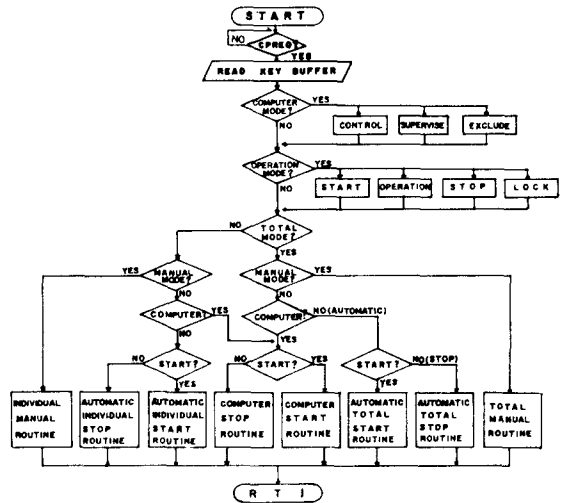 START
NO
CPREQ?
YES
READ KEY BUFFER
COMPUTER
MODE?
YES
NO
CONTROL
SUPERVISE
EXCLUDE
OPERATION
MODE?
YES
NO
START
OPERATION
STOP
LOCK
NO
TOTAL
MODE?
YES
YES
MANUAL
MODE?
NO
MANUAL
MODE?
YES
NO
COMPUTER?
YES
NO
COMPUTER?
NO(AUTOMATIC)
YES
NO
START?
YES
NO
START?
YES
START?
NO(STOP)
YES
INDIVIDUAL
MANUAL
ROUTINE
AUTOMATIC
INDIVIDUAL
STOP
ROUTINE
AUTOMATIC
INDIVIDUAL
START
ROUTINE
COMPUTER
STOP
ROUTINE
COMPUTER
START
ROUTINE
AUTOMATIC
TOTAL
START
ROUTINE
AUTOMATIC
TOTAL
STOP
ROUTINE
TOTAL
MANUAL
ROUTINE
RTI